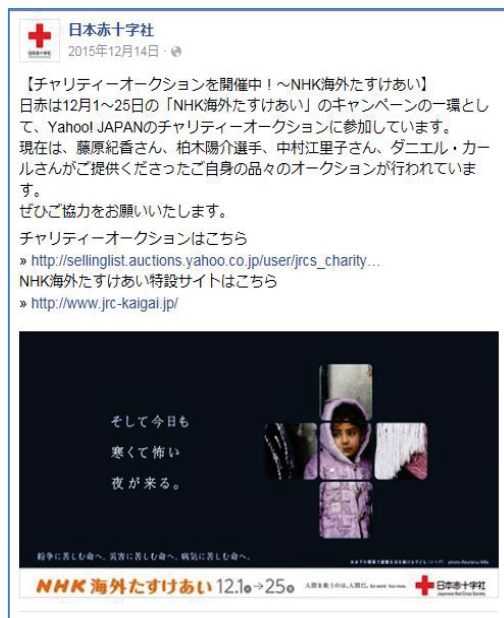 日本赤十字社
2015年12月14日 ·
【チャリティーオークションを開催中！～NHK海外たすけあい】
日赤は12月1～25日の「NHK海外たすけあい」のキャンペーンの一環とし
て、Yahoo! JAPANのチャリティーオークションに参加しています。
現在は、藤原紀香さん、柏木陽介選手、中村江里子さん、ダニエル・カー
ルさんがご提供くださったご自身の品々のオークションが行われていま
す。
ぜひご協力をお願いいたします。
チャリティーオークションはこちら
» http://sellinglist.auctions.yahoo.co.jp/user/jrcs_charity…
NHK海外たすけあい特設サイトはこちら
» http://www.jrc-kaigai.jp/
そして今日も
寒くて怖い
夜が来る。
紛争に苦しむ命へ。災害に苦しむ命へ。病気に苦しむ命へ。
NHK 海外たすけあい 12.1→25 人間を救うのは、人間だ。 日本赤十字社
Japanese Red Cross Society